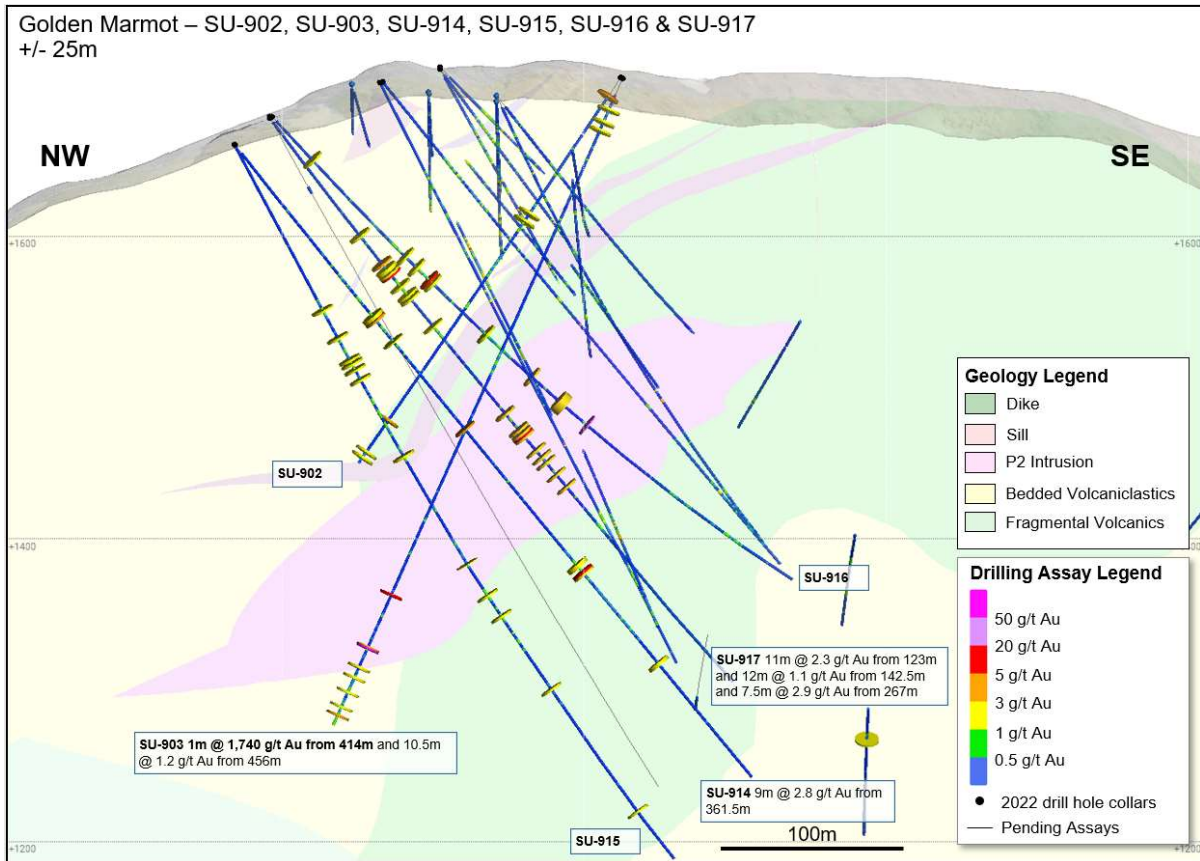 Golden Marmot – SU-902, SU-903, SU-914, SU-915, SU-916 & SU-917
+/- 25m
NW
SE
+1600
+1600
SU-902
+1400
+1400
SU-916
SU-917 11m @ 2.3 g/t Au from 123m
and 12m @ 1.1 g/t Au from 142.5m
and 7.5m @ 2.9 g/t Au from 267m
SU-903 1m @ 1,740 g/t Au from 414m and 10.5m
@ 1.2 g/t Au from 456m
SU-914 9m @ 2.8 g/t Au from
361.5m
SU-915
100m
+1200
+1200
Geology Legend
Dike
Sill
P2 Intrusion
Bedded Volcaniclastics
Fragmental Volcanics
Drilling Assay Legend
50 g/t Au
20 g/t Au
5 g/t Au
3 g/t Au
1 g/t Au
0.5 g/t Au
2022 drill hole collars
Pending Assays